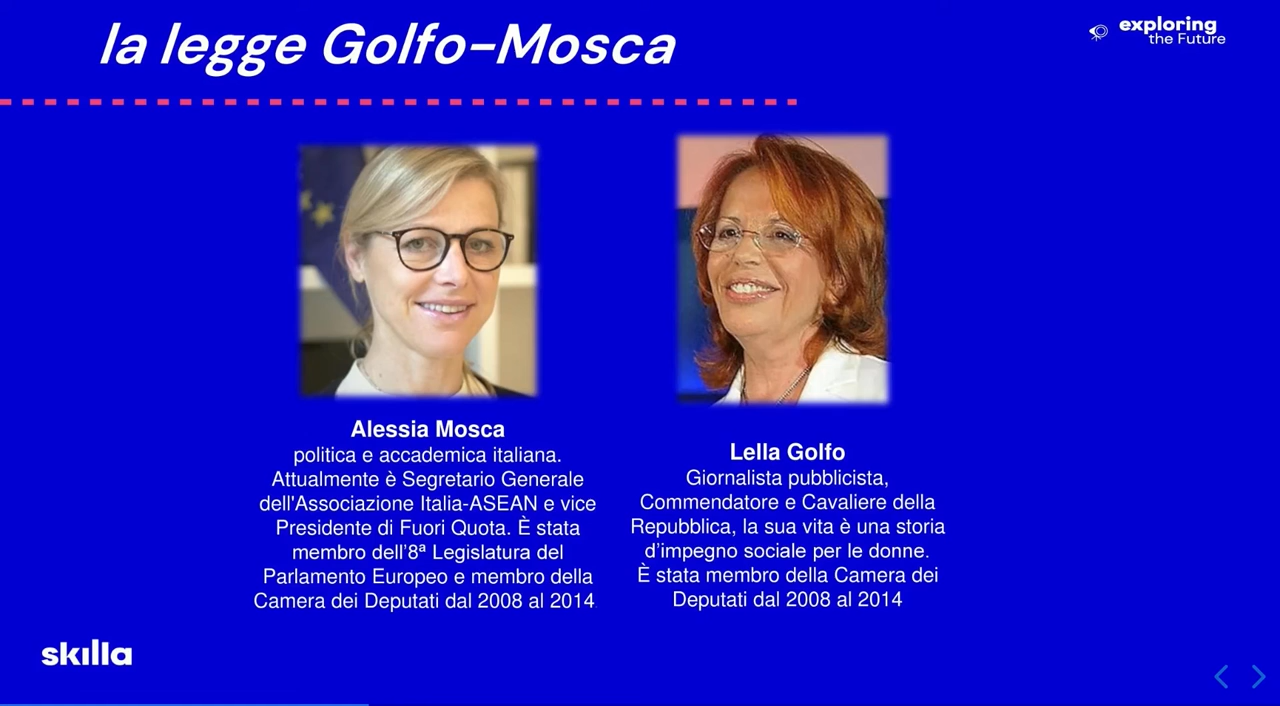 la legge Golfo-Mosca
exploring
the Future
Alessia Mosca
politica e accademica italiana.
Attualmente è Segretario Generale
dell'Associazione Italia-ASEAN e vice
Presidente di Fuori Quota. È stata
membro dell'8ª Legislatura del
Parlamento Europeo e membro della
Camera dei Deputati dal 2008 al 2014
Lella Golfo
Giornalista pubblicista,
Commendatore e Cavaliere della
Repubblica, la sua vita è una storia
d'impegno sociale per le donne.
È stata membro della Camera dei
Deputati dal 2008 al 2014
skilla